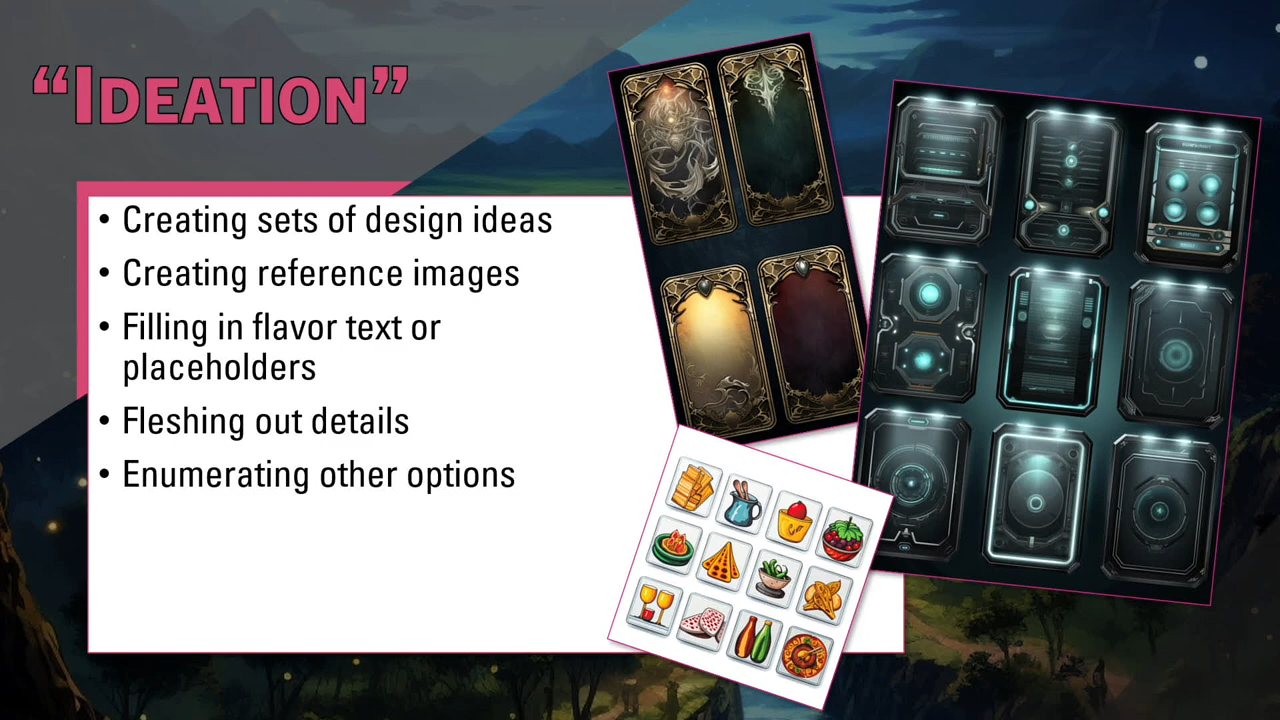 “IDEATION”
• Creating sets of design ideas
• Creating reference images
• Filling in flavor text or
placeholders
• Fleshing out details
• Enumerating other options